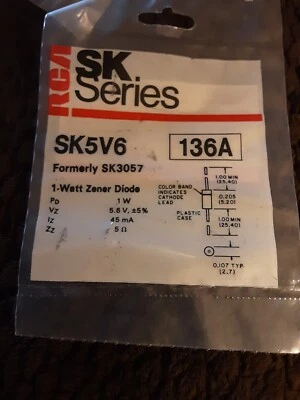 RCA
SK
Series
SK5V6
136A
Formerly SK3057
1-Watt Zener Diode
PD 1 W
VZ 5.6 V, ±5%
IZ 45 mA
ZZ 5 Ω
COLOR BAND
INDICATES
CATHODE
LEAD
PLASTIC
CASE
1.00 MIN
(25.40)
0.205
(5.20)
1.00 MIN
(25.40)
0.107 TYP.
(2.7)